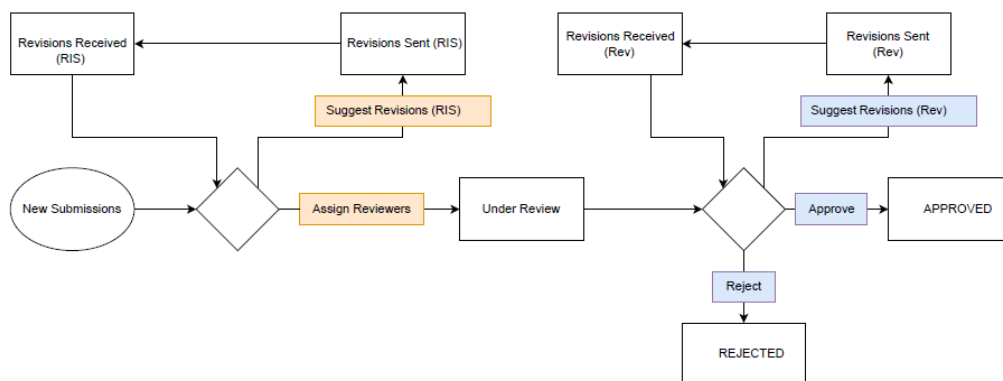 Revisions Received
(RIS)
Revisions Sent (RIS)
Revisions Received
(Rev)
Revisions Sent
(Rev)
Suggest Revisions (RIS)
Suggest Revisions (Rev)
New Submissions
Assign Reviewers
Under Review
Approve
APPROVED
Reject
REJECTED